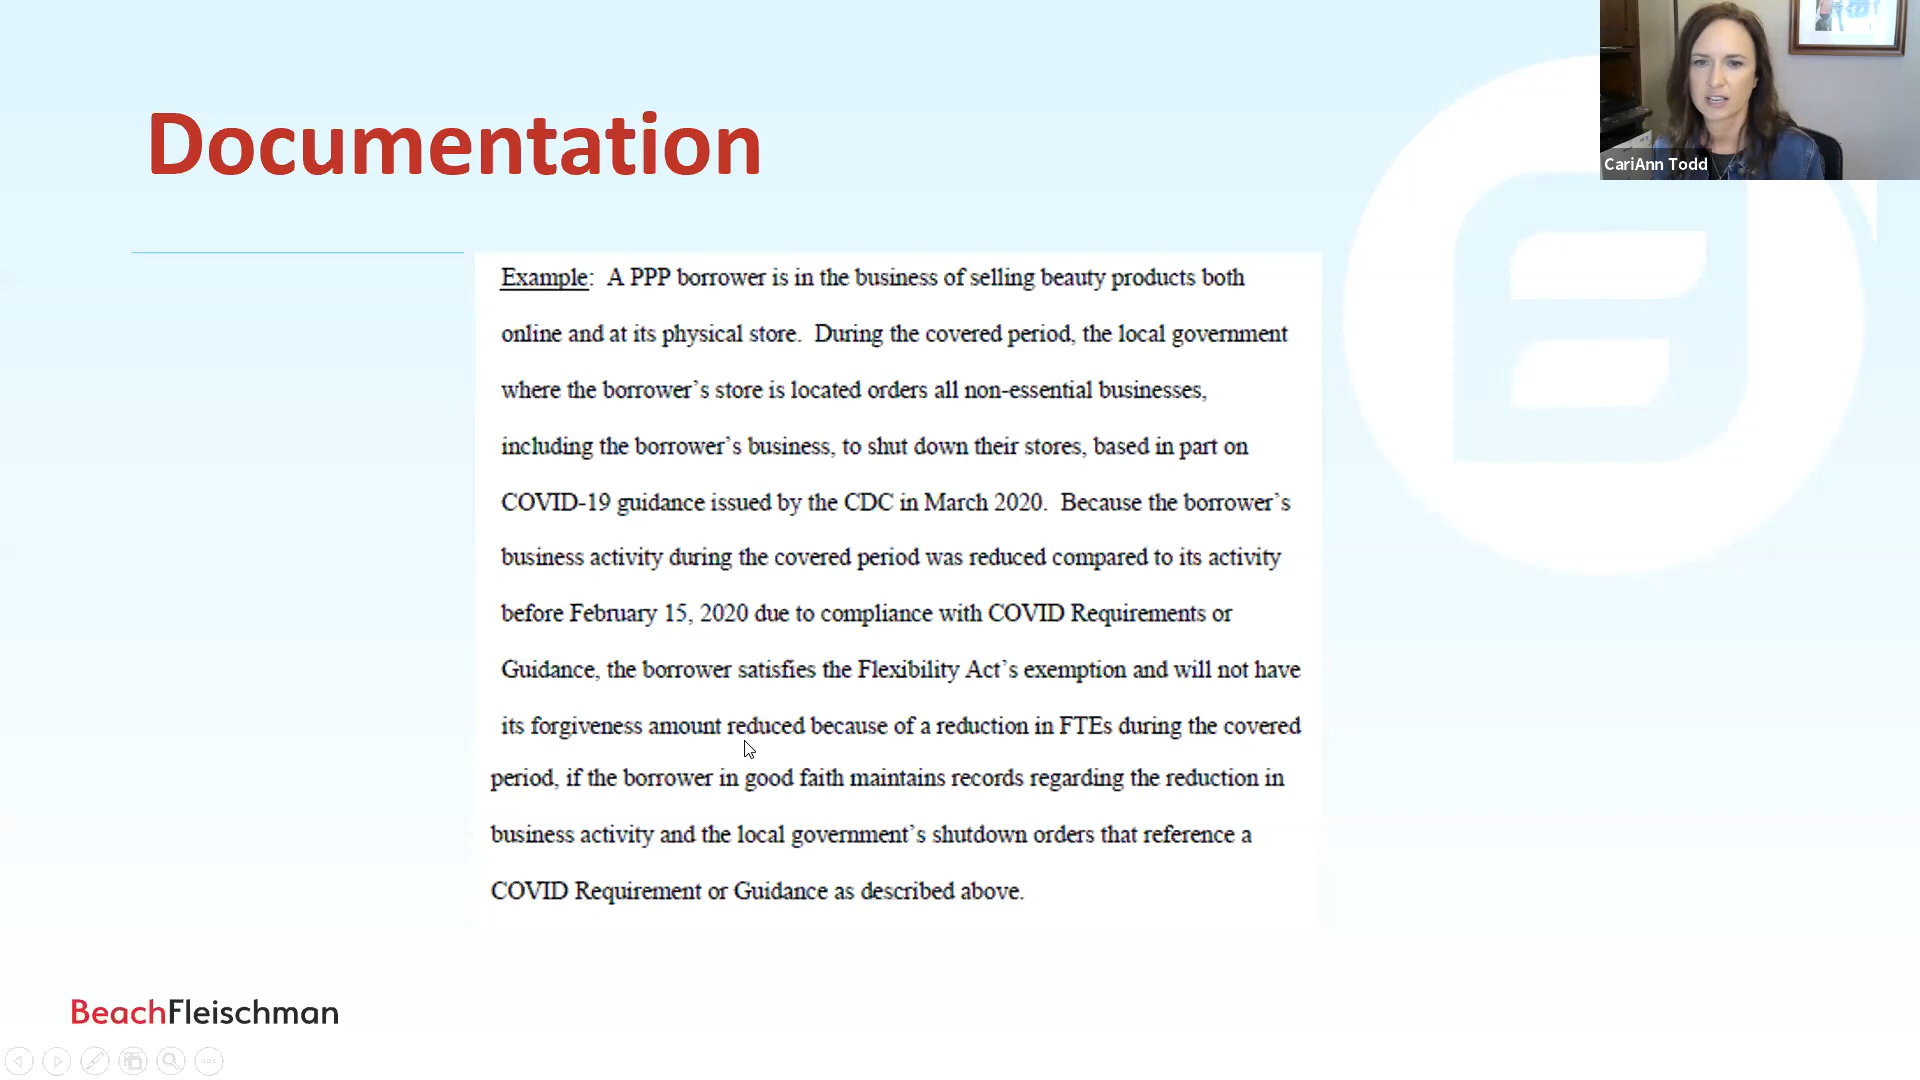 CariAnn Todd
Documentation
Example: A PPP borrower is in the business of selling beauty products both
online and at its physical store. During the covered period, the local government
where the borrower’s store is located orders all non-essential businesses,
including the borrower’s business, to shut down their stores, based in part on
COVID-19 guidance issued by the CDC in March 2020. Because the borrower’s
business activity during the covered period was reduced compared to its activity
before February 15, 2020 due to compliance with COVID Requirements or
Guidance, the borrower satisfies the Flexibility Act’s exemption and will not have
its forgiveness amount reduced because of a reduction in FTEs during the covered
period, if the borrower in good faith maintains records regarding the reduction in
business activity and the local government’s shutdown orders that reference a
COVID Requirement or Guidance as described above.
BeachFleischman